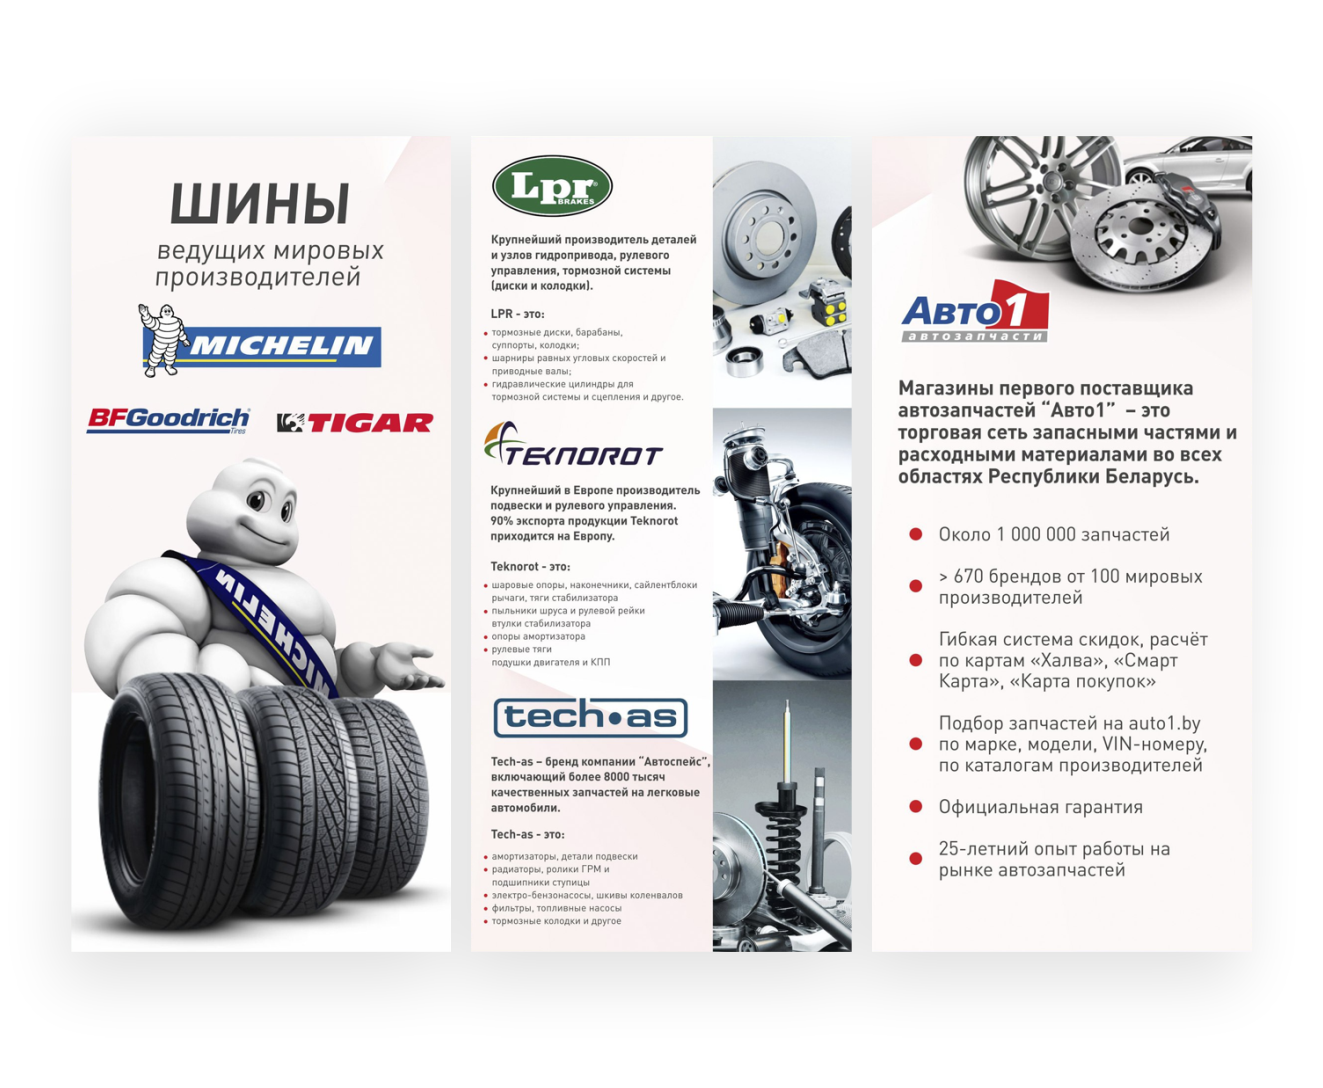 ШИНЫ
ведущих мировых
производителей
MICHELIN
BFGoodrich
Tires
TIGAR
MICHELIN
Lpr
BRAKES
Крупнейший производитель деталей
и узлов гидропривода, рулевого
управления, тормозной системы
(диски и колодки).
LPR - это:
• тормозные диски, барабаны,
суппорты, колодки;
• шарниры равных угловых скоростей и
приводные валы;
• гидравлические цилиндры для
тормозной системы и сцепления и другое.
TEKNOROT
Крупнейший в Европе производитель
подвески и рулевого управления.
90% экспорта продукции Teknorot
приходится на Европу.
Teknorot - это:
• шаровые опоры, наконечники, сайлентблоки
рычаги, тяги стабилизатора
• пыльники шруса и рулевой рейки
втулки стабилизатора
• опоры амортизатора
• рулевые тяги
подушки двигателя и КПП
tech•as
Tech-as – бренд компании “Автоспейс”,
включающий более 8000 тысяч
качественных запчастей на легковые
автомобили.
Tech-as - это:
• амортизаторы, детали подвески
• радиаторы, ролики ГРМ и
подшипники ступицы
• электро-бензонасосы, шкивы коленвалов
• фильтры, топливные насосы
• тормозные колодки и другое
Авто1
автозапчасти
Магазины первого поставщика
автозапчастей “Авто1” – это
торговая сеть запасными частями и
расходными материалами во всех
областях Республики Беларусь.
• Около 1 000 000 запчастей
• > 670 брендов от 100 мировых
производителей
• Гибкая система скидок, расчёт
по картам «Халва», «Смарт
Карта», «Карта покупок»
• Подбор запчастей на auto1.by
по марке, модели, VIN-номеру,
по каталогам производителей
• Официальная гарантия
• 25-летний опыт работы на
рынке автозапчастей